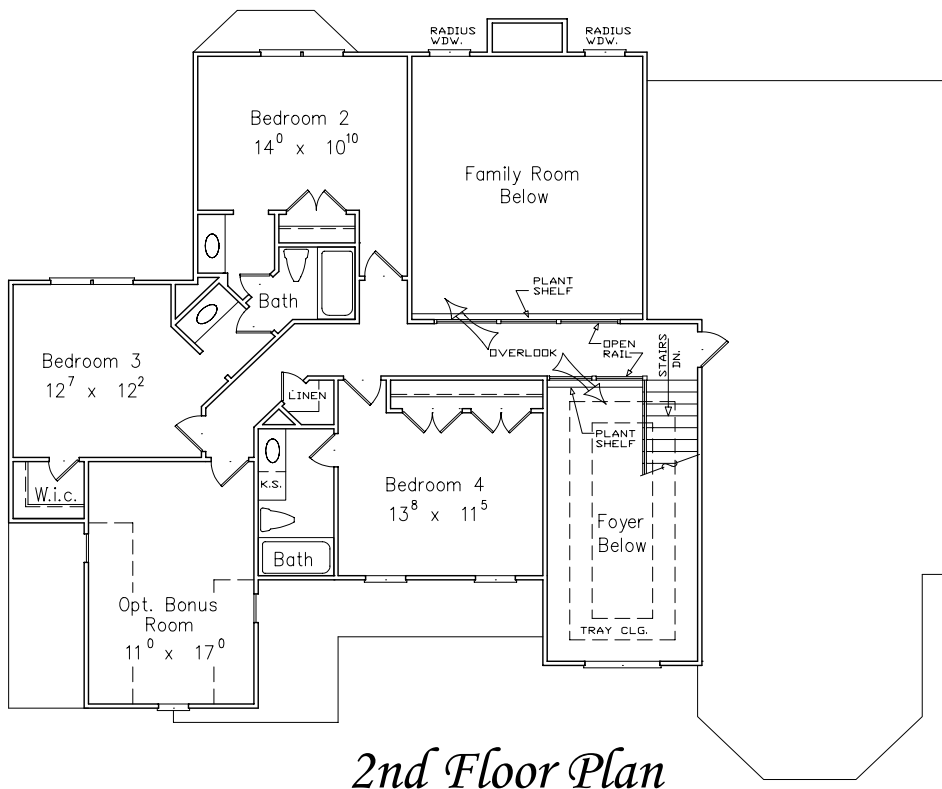 RADIUS
WDW.
RADIUS
WDW.
Bedroom 2
14⁰ x 10¹⁰
Family Room
Below
PLANT
SHELF
Bath
OVERLOOK
OPEN
RAIL
STAIRS
DN.
Bedroom 3
12⁷ x 12²
LINEN
PLANT
SHELF
W.i.c.
K.S.
Bedroom 4
13⁸ x 11⁵
Foyer
Below
Bath
Opt. Bonus
Room
11⁰ x 17⁰
TRAY CLG.
2nd Floor Plan